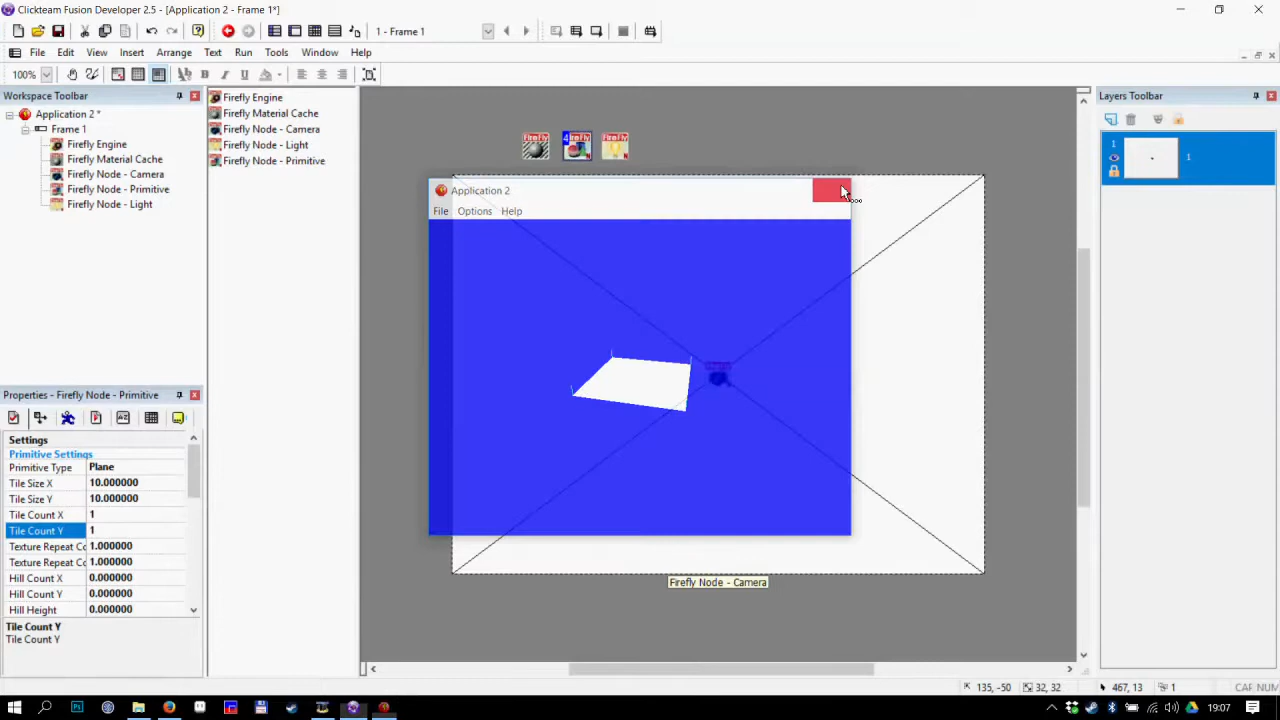 Clickteam Fusion Developer 2.5 - [Application 2 - Frame 1*]
1 - Frame 1
File Edit View Insert Arrange Text Run Tools Window Help
100%
B I
Workspace Toolbar
Application 2 *
Frame 1
Firefly Engine
Firefly Material Cache
Firefly Node - Camera
Firefly Node - Primitive
Firefly Node - Light
Firefly Engine
Firefly Material Cache
Firefly Node - Camera
Firefly Node - Light
Firefly Node - Primitive
Application 2
File Options Help
Firefly Node - Camera
Layers Toolbar
1
1
Properties - Firefly Node - Primitive
Settings
Primitive Settings
Primitive Type Plane
Tile Size X 10.000000
Tile Size Y 10.000000
Tile Count X 1
Tile Count Y 1
Texture Repeat Cc 1.000000
Texture Repeat Cc 1.000000
Hill Count X 0.000000
Hill Count Y 0.000000
Hill Height 0.000000
Tile Count Y
Tile Count Y
135, -50 32, 32 467, 13 1 CAP NUM
19:07